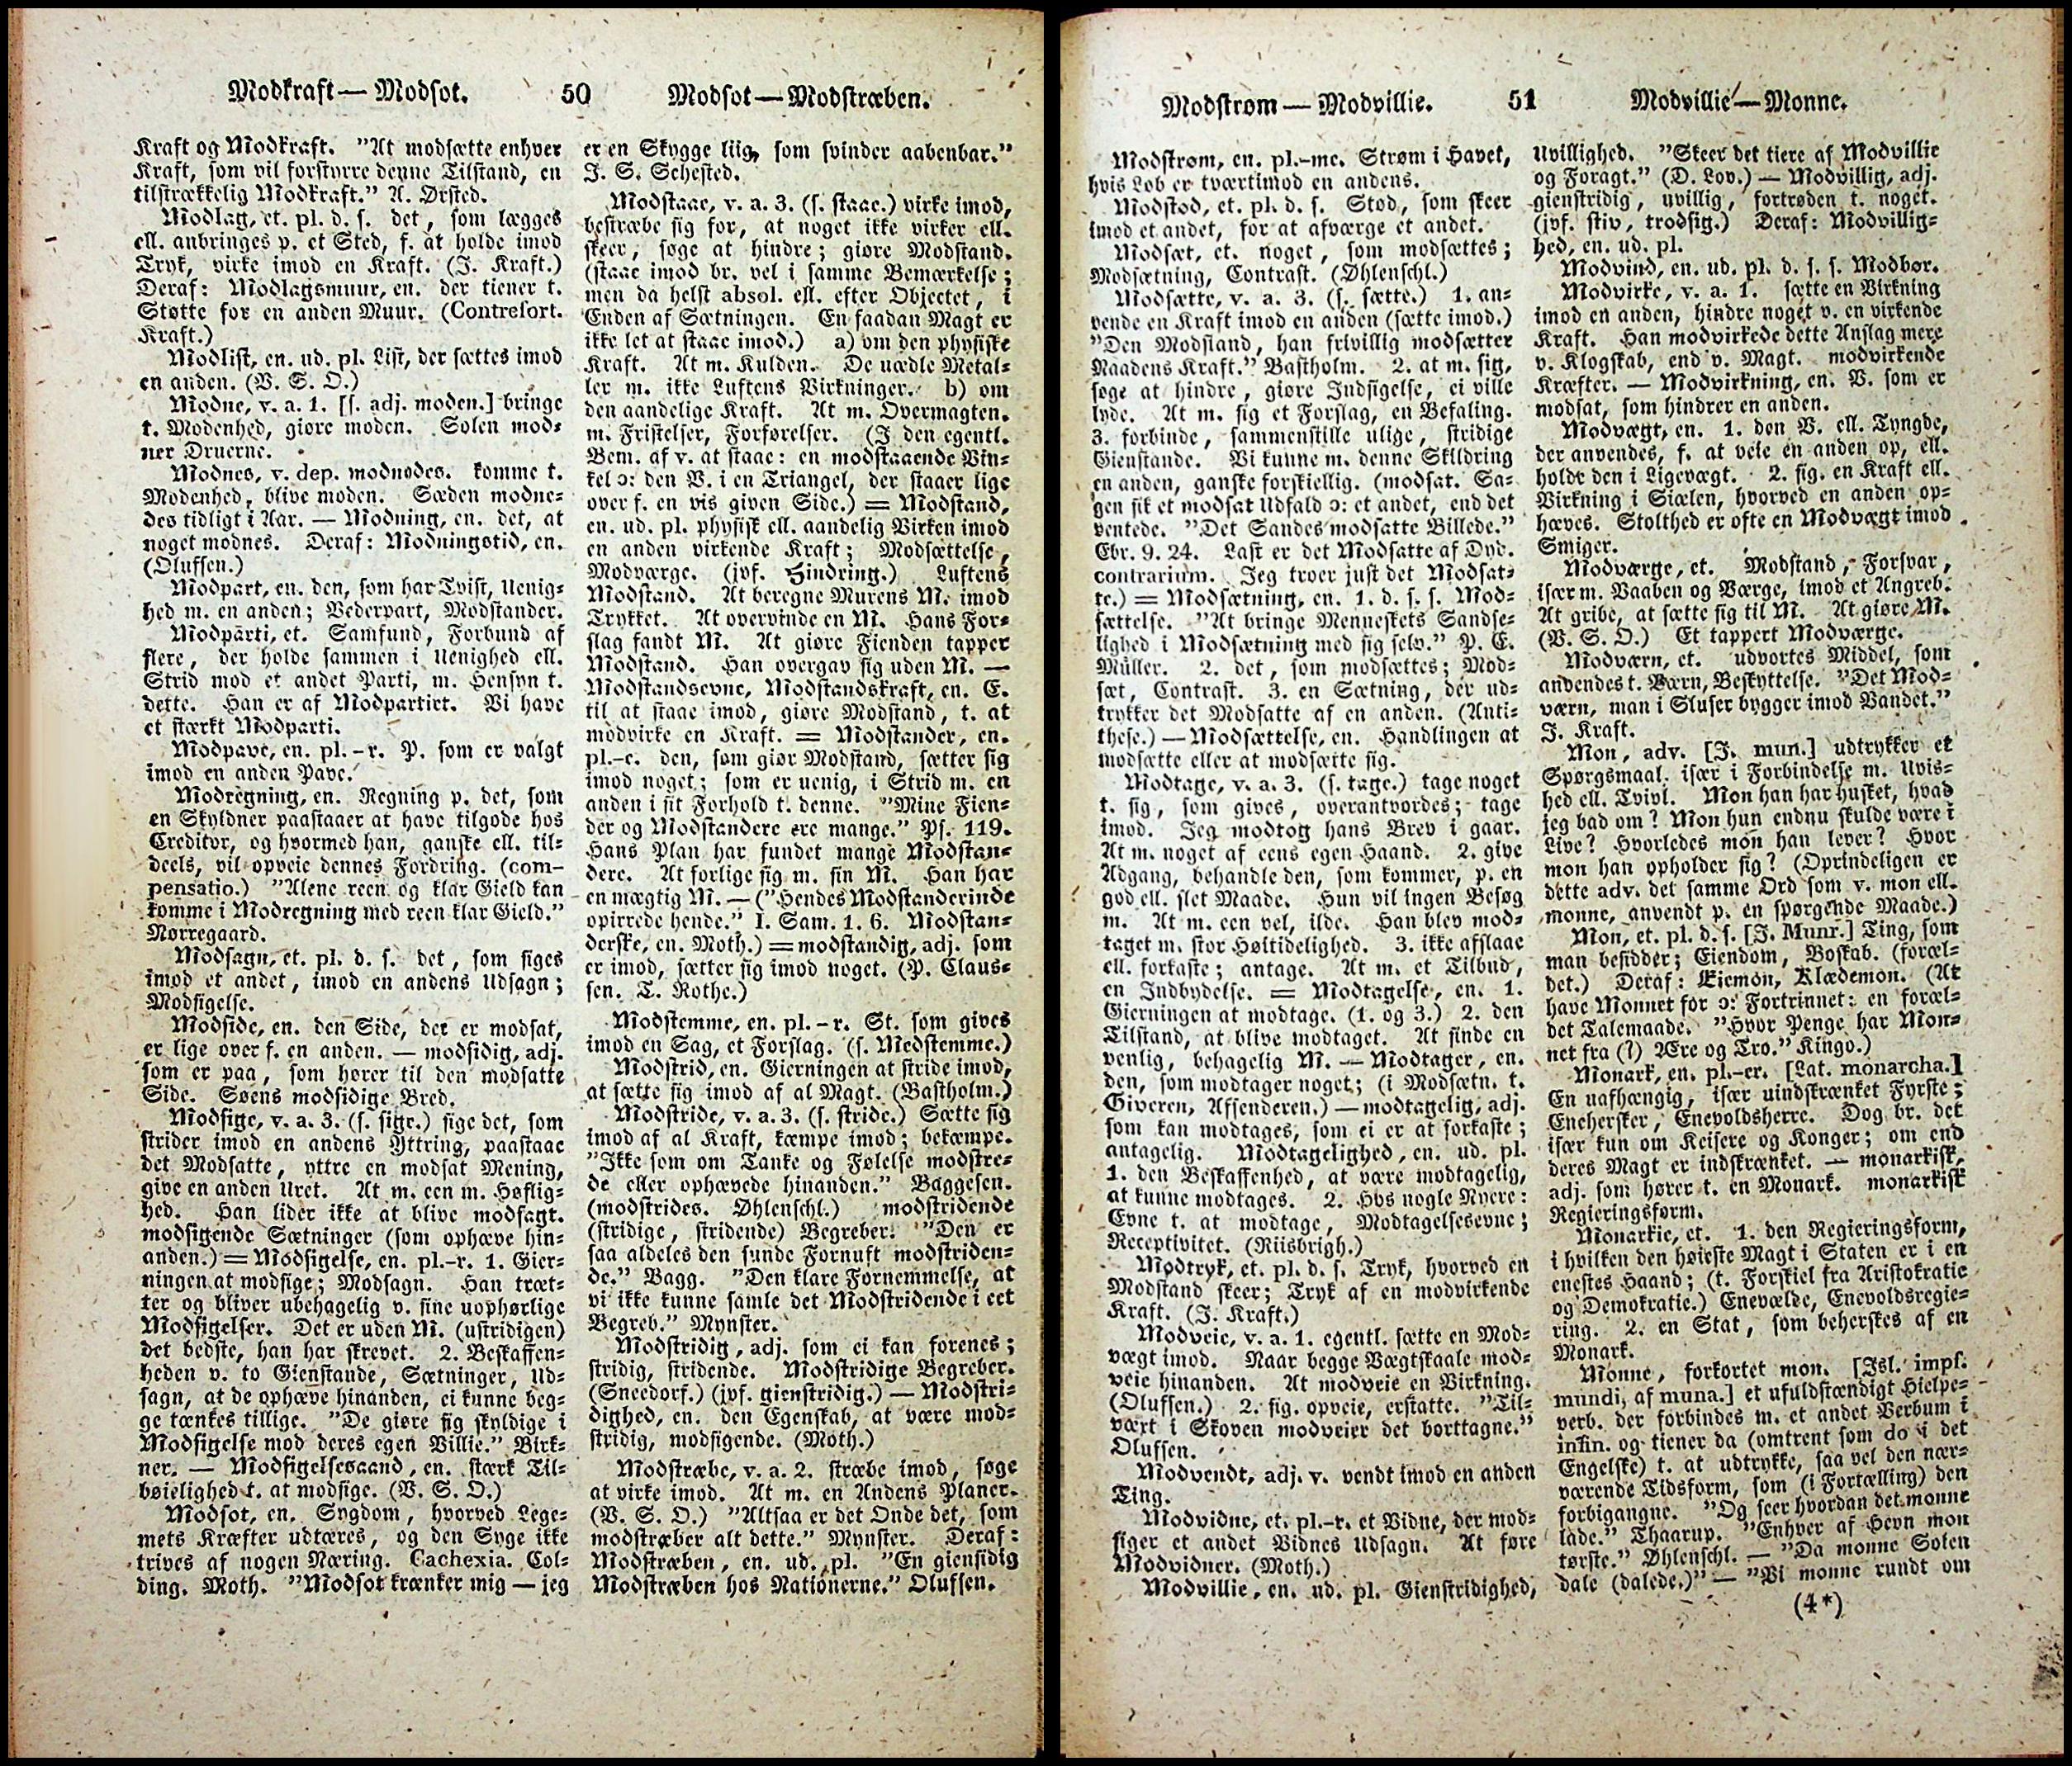 Modkraft — Modsot.
50
Modsot — Modstræben.
Kraft og Modkraft. "At modsætte enhver
Kraft, som vil forstyrre denne Tilstand, en
tilstrækkelig Modkraft." A. Ørsted.
Modlag, et. pl. d. s. det, som lægges
ell. anbringes p. et Sted, f. at holde imod
Tryk, virke imod en Kraft. (J. Kraft.)
Deraf: Modlagsmuur, en. der tiener t.
Støtte for en anden Muur. (Contrefort.
Kraft.)
Modlist, en. ud. pl. List, der sættes imod
en anden. (V. S. O.)
Modne, v. a. 1. [s. adj. moden.] bringe
t. Modenhed, giøre moden. Solen mod-
ner Druerne.
Modnes, v. dep. modnedes. komme t.
Modenhed, blive moden. Sæden modne-
des tidligt i Aar. — Modning, en. det, at
noget modnes. Deraf: Modningstid, en.
(Olufsen.)
Modpart, en. den, som har Tvist, Uenig-
hed m. en anden; Vederpart, Modstander.
Modparti, et. Samfund, Forbund af
flere, der holde sammen i Uenighed ell.
Strid mod et andet Parti, m. Hensyn t.
dette. Han er af Modpartiet. Vi have
et stærkt Modparti.
Modpave, en. pl. -r. P. som er valgt
imod en anden Pave.
Modregning, en. Regning p. det, som
en Skyldner paastaaer at have tilgode hos
Creditor, og hvormed han, ganske ell. til-
deels, vil opveie dennes Fordring. (com-
pensatio.) "Alene reen og klar Gield kan
komme i Modregning med reen klar Gield."
Nørregaard.
Modsagn, et. pl. d. s. det, som siges
imod et andet, imod en andens Udsagn;
Modsigelse.
Modside, en. den Side, der er modsat,
er lige over f. en anden. — modsidig, adj.
som er paa, som hører til den modsatte
Side. Søens modsidige Bred.
Modsige, v. a. 3. (s. sige.) sige det, som
strider imod en andens Yttring, paastaae
det Modsatte, yttre en modsat Mening,
give en anden Uret. At m. een m. Høflig-
hed. Han lider ikke at blive modsagt.
modsigende Sætninger (som ophæve hin-
anden.) = Modsigelse, en. pl.-r. 1. Gier-
ningen at modsige; Modsagn. Han træt-
ter og bliver ubehagelig v. sine uophørlige
Modsigelser. Det er uden M. (ustridigen)
det bedste, han har skrevet. 2. Beskaffen-
heden v. to Gienstande, Sætninger, Ud-
sagn, at de ophæve hinanden, ei kunne beg-
ge tænkes tillige. "De giøre sig skyldige i
Modsigelse mod deres egen Villie." Birk-
ner. — Modsigelsesaand, en. stærk Til-
bøielighed t. at modsige. (V. S. O.)
Modsot, en. Sygdom, hvorved Lege-
mets Kræfter udtæres, og den Syge ikke
trives af nogen Næring. Cachexia. Col-
ding. Moth. "Modsot krænker mig — jeg
er en Skygge liig, som svinder aabenbar."
J. S. Sehested.
Modstaae, v. a. 3. (s. staae.) virke imod,
bestræbe sig for, at noget ikke virker ell.
skeer, søge at hindre; giøre Modstand.
(staae imod br. vel i samme Bemærkelse;
men da helst absol. ell. efter Objectet, i
Enden af Sætningen. En saadan Magt er
ikke let at staae imod.) a) om den physiske
Kraft. At m. Kulden. De uædle Metal-
ler m. ikke Luftens Virkninger. b) om
den aandelige Kraft. At m. Overmagten.
m. Fristelser, Forførelser. (I den egentl.
Bem. af v. at staae: en modstaaende Vin-
kel ɔ: den V. i en Triangel, der staaer lige
over f. en vis given Side.) = Modstand,
en. ud. pl. physisk ell. aandelig Virken imod
en anden virkende Kraft; Modsættelse,
Modværge. (jvf. Hindring.) Luftens
Modstand. At beregne Murens M. imod
Trykket. At overvinde en M. Hans For-
slag fandt M. At giøre Fienden tapper
Modstand. Han overgav sig uden M. —
Modstandsevne, Modstandskraft, en. E.
til at staae imod, giøre Modstand, t. at
modvirke en Kraft. = Modstander, en.
pl.-e. den, som giør Modstand, sætter sig
imod noget; som er uenig, i Strid m. en
anden i sit Forhold t. denne. "Mine Fien-
der og Modstandere ere mange." Ps. 119.
Hans Plan har fundet mange Modstan-
dere. At forlige sig m. sin M. Han har
en mægtig M. — ("Hendes Modstanderinde
opirrede hende." I. Sam. 1. 6. Modstan-
derske, en. Moth.) = modstandig, adj. som
er imod, sætter sig imod noget. (P. Claus-
sen. T. Rothe.)
Modstemme, en. pl. -r. St. som gives
imod en Sag, et Forslag. (s. Medstemme.)
Modstrid, en. Gierningen at stride imod,
at sætte sig imod af al Magt. (Bastholm.)
Modstride, v. a. 3. (s. stride.) Sætte sig
imod af al Kraft, kæmpe imod; bekæmpe.
"Ikke som om Tanke og Følelse modstre-
de eller ophævede hinanden." Baggesen.
(modstrides. Øhlenschl.) modstridende
(stridige, stridende) Begreber. "Den er
saa aldeles den sunde Fornuft modstriden-
de." Bagg. "Den klare Fornemmelse, at
vi ikke kunne samle det Modstridende i eet
Begreb." Mynster.
Modstridig, adj. som ei kan forenes;
stridig, stridende. Modstridige Begreber.
(Sneedorf.) (jvf. gienstridig.) — Modstri-
dighed, en. den Egenskab, at være mod-
stridig, modsigende. (Moth.)
Modstræbe, v. a. 2. stræbe imod, søge
at virke imod. At m. en Andens Planer.
(V. S. O.) "Altsaa er det Onde det, som
modstræber alt dette." Mynster. Deraf:
Modstræben, en. ud. pl. "En giensidig
Modstræben hos Nationerne." Olufsen.
Modstrøm — Modvillie.
51
Modvillie — Monne.
Modstrøm, en. pl.-me. Strøm i Havet,
hvis Løb er tværtimod en andens.
Modstød, et. pl. d. s. Stød, som skeer
imod et andet, for at afværge et andet.
Modsæt, et. noget, som modsættes;
Modsætning, Contrast. (Øhlenschl.)
Modsætte, v. a. 3. (s. sætte.) 1. an-
vende en Kraft imod en anden (sætte imod.)
"Den Modstand, han frivillig modsætter
Naadens Kraft." Bastholm. 2. at m. sig,
søge at hindre, giøre Indsigelse, ei ville
lyde. At m. sig et Forslag, en Befaling.
3. forbinde, sammenstille ulige, stridige
Gienstande. Vi kunne m. denne Skildring
en anden, ganske forskiellig. (modsat. Sa-
gen fik et modsat Udfald ɔ: et andet, end det
ventede. "Det Sandes modsatte Billede."
Ebr. 9. 24. Last er det Modsatte af Dyd.
contrarium. Jeg troer just det Modsat-
te.) = Modsætning, en. 1. d. s. s. Mod-
sættelse. "At bringe Menneskets Sandse-
lighed i Modsætning med sig selv." P. E.
Müller. 2. det, som modsættes; Mod-
sæt, Contrast. 3. en Sætning, der ud-
trykker det Modsatte af en anden. (Anti-
these.) — Modsættelse, en. Handlingen at
modsætte eller at modsætte sig.
Modtage, v. a. 3. (s. tage.) tage noget
t. sig, som gives, overantvordes; tage
imod. Jeg modtog hans Brev i gaar.
At m. noget af eens egen Haand. 2. give
Adgang, behandle den, som kommer, p. en
god ell. slet Maade. Hun vil ingen Besøg
m. At m. een vel, ilde. Han blev mod-
taget m. stor Høitidelighed. 3. ikke afslaae
ell. forkaste; antage. At m. et Tilbud,
en Indbydelse. = Modtagelse, en. 1.
Gierningen at modtage. (1. og 3.) 2. den
Tilstand, at blive modtaget. At finde en
venlig, behagelig M. — Modtager, en.
den, som modtager noget; (i Modsætn. t.
Giveren, Afsenderen.) — modtagelig, adj.
som kan modtages, som ei er at forkaste;
antagelig. Modtagelighed, en. ud. pl.
1. den Beskaffenhed, at være modtagelig,
at kunne modtages. 2. Hos nogle Nyere:
Evne t. at modtage, Modtagelsesevne;
Receptivitet. (Riisbrigh.)
Modtryk, et. pl. d. s. Tryk, hvorved en
Modstand skeer; Tryk af en modvirkende
Kraft. (J. Kraft.)
Modveie, v. a. 1. egentl. sætte en Mod-
vægt imod. Naar begge Vægtskaale mod-
veie hinanden. At modveie en Virkning.
(Olufsen.) 2. fig. opveie, erstatte. "Til-
vært i Skoven modveier det borttagne."
Olufsen.
Modvendt, adj. v. vendt imod en anden
Ting.
Modvidne, et. pl.-r. et Vidne, der mod-
siger et andet Vidnes Udsagn. At føre
Modvidner. (Moth.)
Modvillie, en. ud. pl. Gienstridighed,
Uvillighed. "Skeer det tiere af Modvillie
og Foragt." (D. Lov.) — Modvillig, adj.
gienstridig, uvillig, fortrøden t. noget.
(jvf. stiv, trodsig.) Deraf: Modvillig-
hed, en. ud. pl.
Modvind, en. ud. pl. d. s. s. Modbør.
Modvirke, v. a. 1. sætte en Virkning
imod en anden, hindre noget v. en virkende
Kraft. Han modvirkede dette Anslag mere
v. Klogskab, end v. Magt. modvirkende
Kræfter. — Modvirkning, en. V. som er
modsat, som hindrer en anden.
Modvægt, en. 1. den V. ell. Tyngde,
der anvendes, f. at veie en anden op, ell.
holde den i Ligevægt. 2. fig. en Kraft ell.
Virkning i Siælen, hvorved en anden op-
hæves. Stolthed er ofte en Modvægt imod
Smiger.
Modværge, et. Modstand, Forsvar,
især m. Vaaben og Værge, imod et Angreb.
At gribe, at sætte sig til M. At giøre M.
(V. S. O.) Et tappert Modværge.
Modværn, et. udvortes Middel, som
anvendes t. Værn, Beskyttelse. "Det Mod-
værn, man i Sluser bygger imod Vandet."
J. Kraft.
Mon, adv. [J. mun.] udtrykker et
Spørgsmaal, især i Forbindelse m. Uvis-
hed ell. Tvivl. Mon han har husket, hvad
jeg bad om? Mon hun endnu skulde være i
Live? Hvorledes mon han lever? Hvor
mon han opholder sig? (Oprindeligen er
dette adv. det samme Ord som v. mon ell.
monne, anvendt p. en spørgende Maade.)
Mon, et. pl. d. s. [J. Munr.] Ting, som
man besidder; Eiendom, Boskab. (foræl-
det.) Deraf: Eiemon, Klædemon. (At
have Monnet for ɔ: Fortrinnet: en foræl-
det Talemaade. "Hvor Penge har Mon-
net fra (?) Ære og Tro." Kingo.)
Monark, en. pl.-er. [Lat. monarcha.]
En uafhængig, især uindskrænket Fyrste;
Enehersker, Enevoldsherre. Dog br. det
især kun om Keisere og Konger; om end
deres Magt er indskrænket. — monarkisk,
adj. som hører t. en Monark. monarkisk
Regieringsform.
Monarkie, et. 1. den Regieringsform,
i hvilken den høieste Magt i Staten er i en
enestes Haand; (t. Forskiel fra Aristokratie
og Demokratie.) Enevælde, Enevoldsregie-
ring. 2. en Stat, som beherskes af en
Monark.
Monne, forkortet mon. [Isl. impf.
mundi, af muna.] et ufuldstændigt Hielpe-
verb. der forbindes m. et andet Verbum i
infin. og tiener da (omtrent som do i det
Engelske) t. at udtrykke, saa vel den nær-
værende Tidsform, som (i Fortælling) den
forbigangne. "Og seer hvordan det monne
lade." Thaarup. "Enhver af Hevn mon
tørste." Øhlenschl. — "Da monne Solen
dale (dalede.)" — "Vi monne rundt om
(4*)